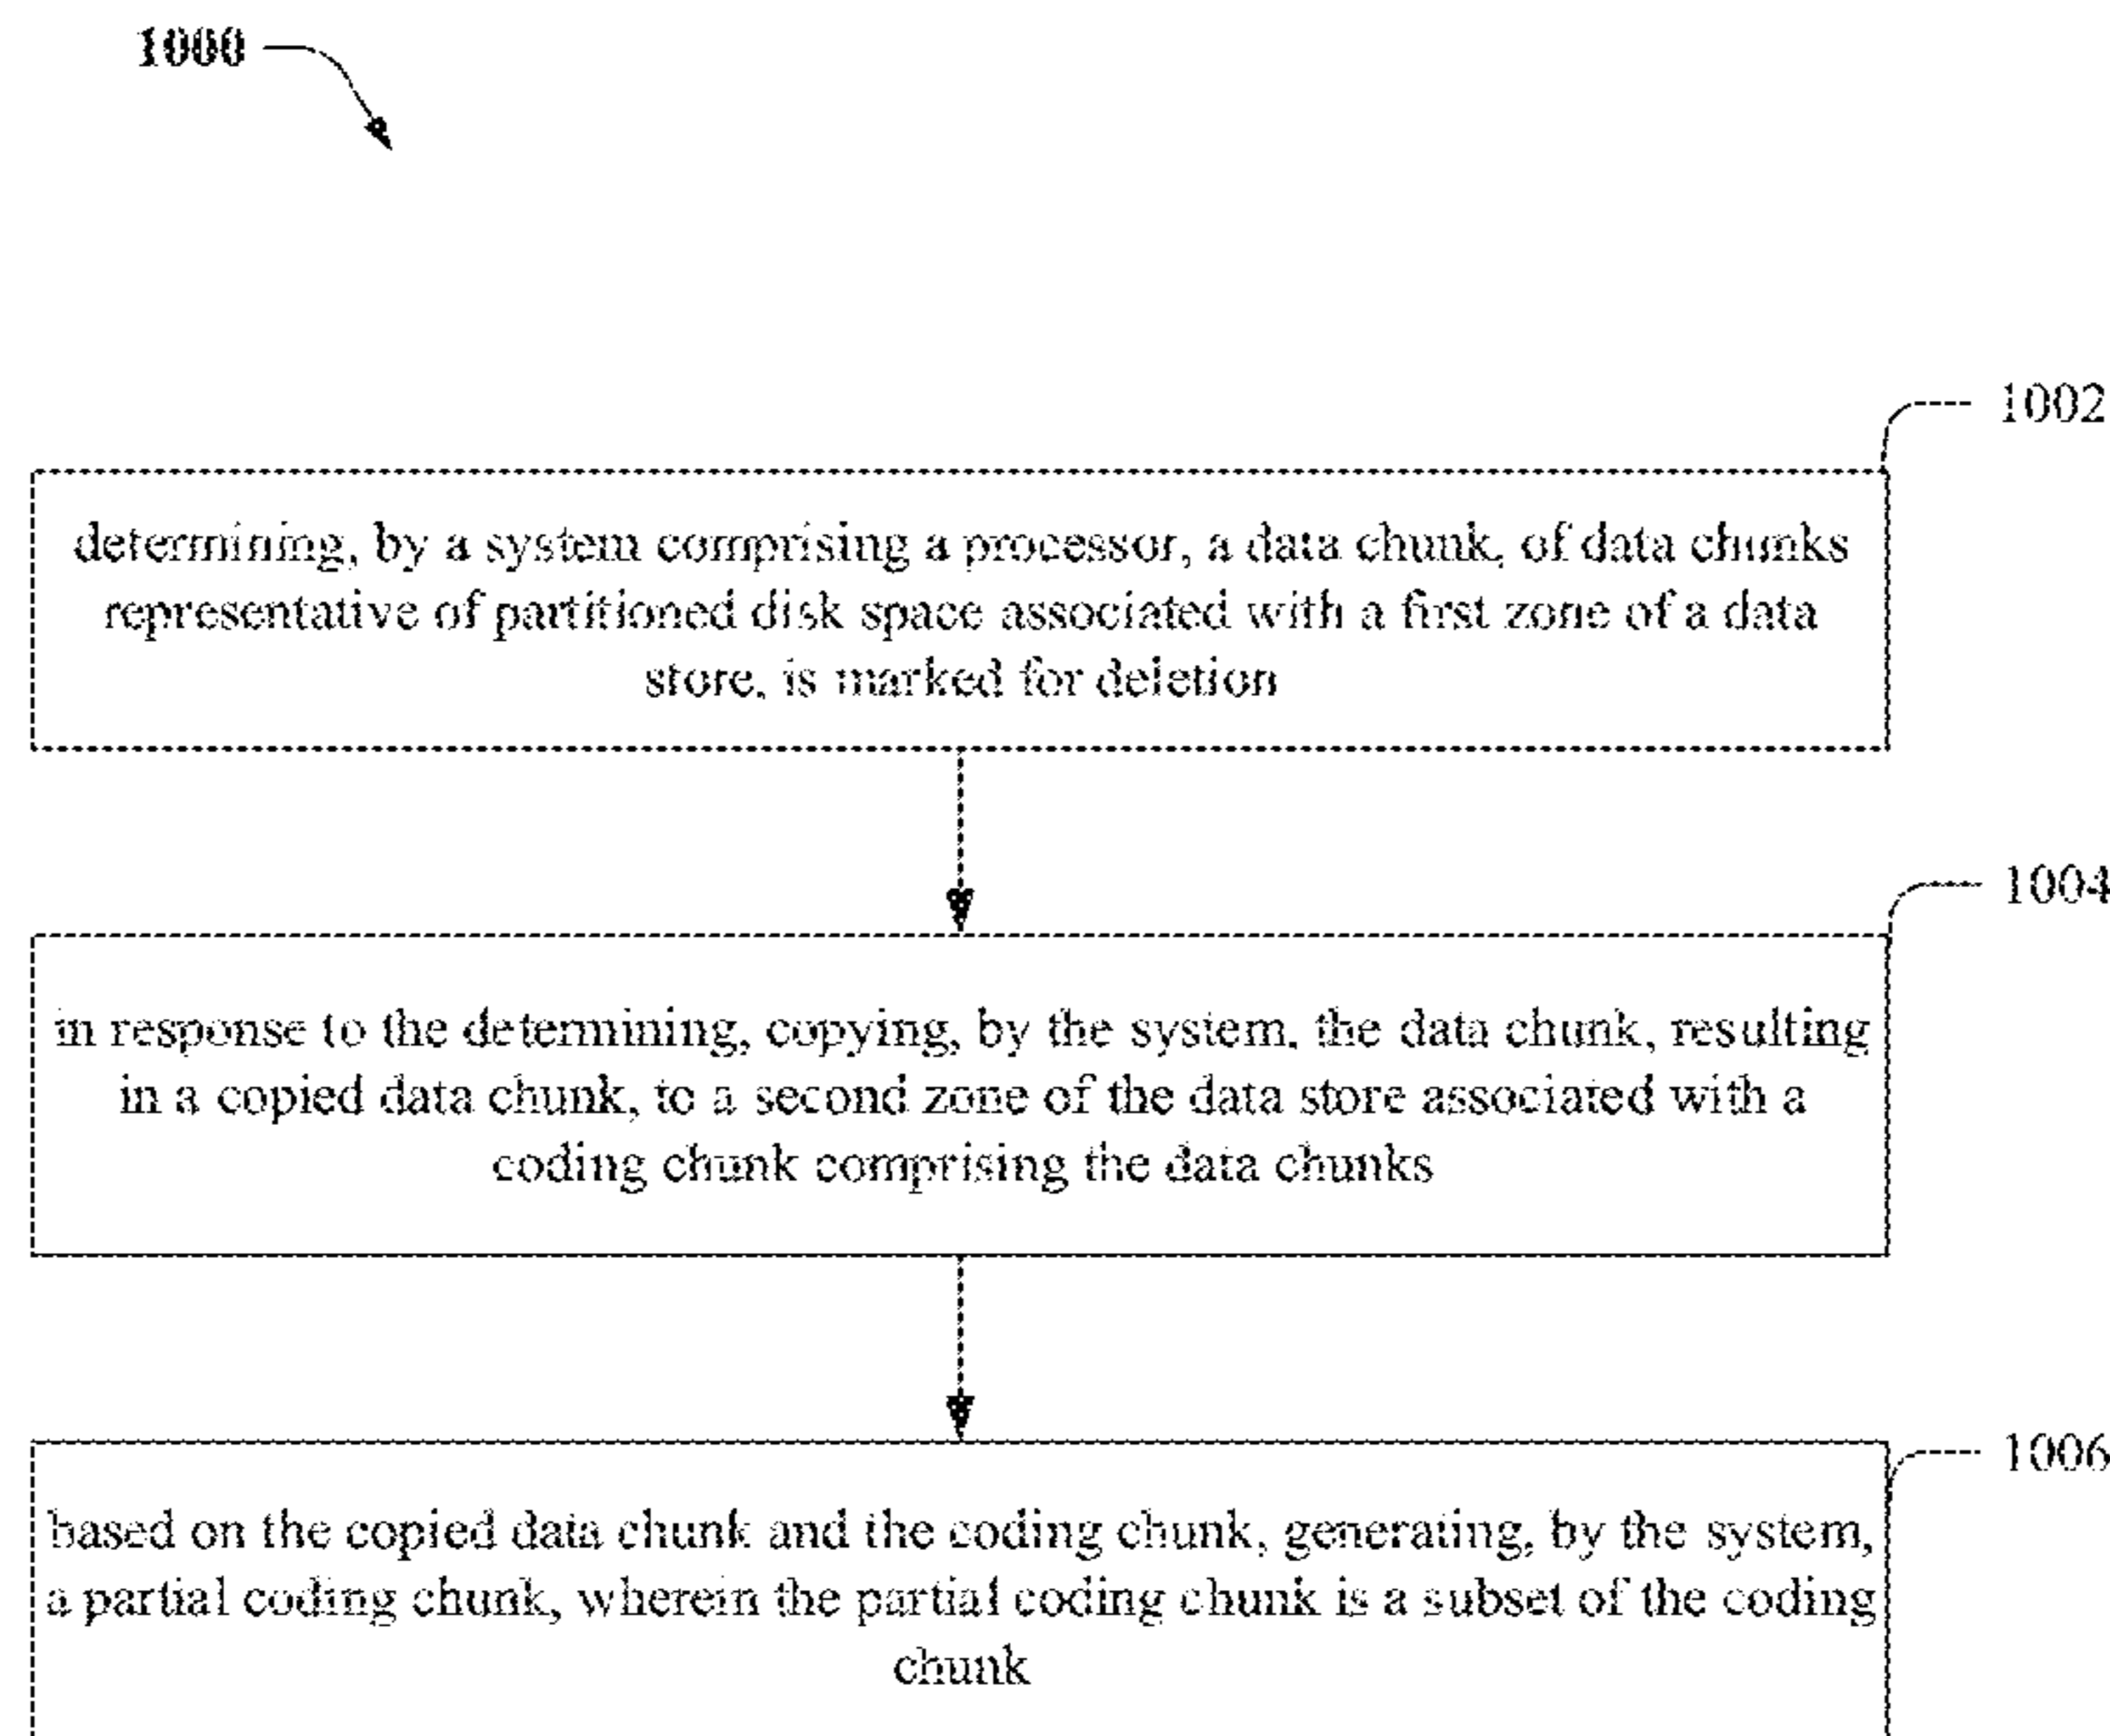 1000
1002
determining, by a system comprising a processor, a data chunk, of data chunks
representative of partitioned disk space associated with a first zone of a data
store, is marked for deletion
1004
in response to the determining, copying, by the system, the data chunk, resulting
in a copied data chunk, to a second zone of the data store associated with a
coding chunk comprising the data chunks
1006
based on the copied data chunk and the coding chunk, generating, by the system,
a partial coding chunk, wherein the partial coding chunk is a subset of the coding
chunk